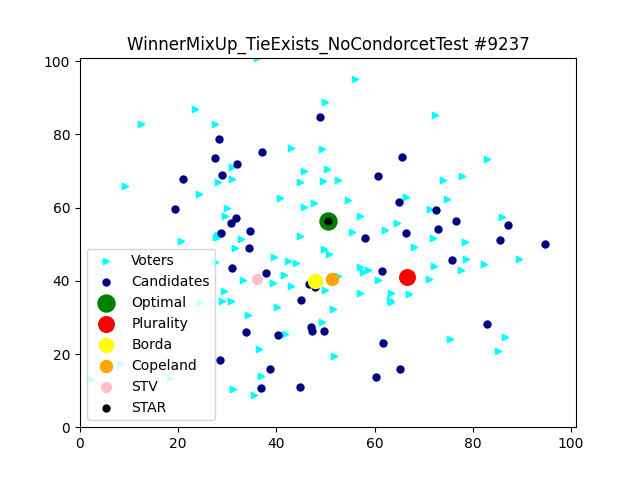 WinnerMixUp_TieExists_NoCondorcetTest #9237
100
80
60
40
20
0
Voters
Candidates
Optimal
Plurality
Borda
Copeland
STV
STAR
0 20 40 60 80 100